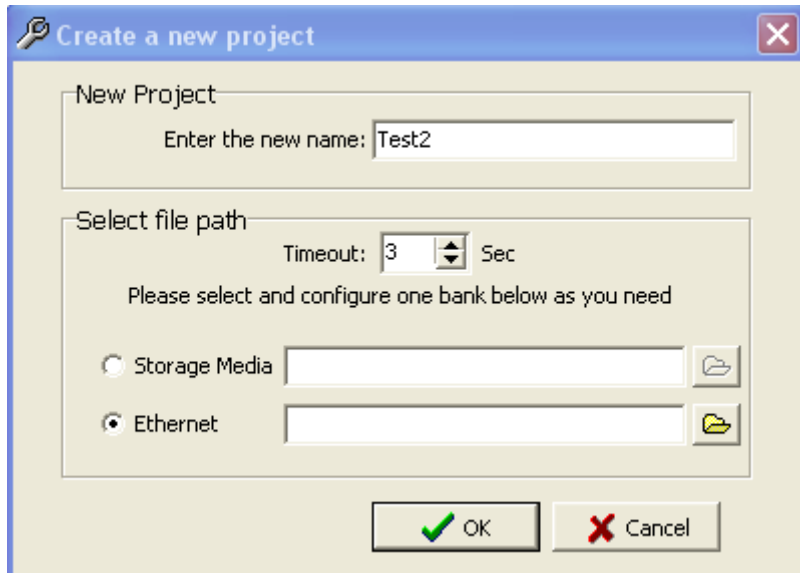 Create a new project
New Project
Enter the new name: Test2
Select file path
Timeout: 3 Sec
Please select and configure one bank below as you need
Storage Media
Ethernet
OK Cancel